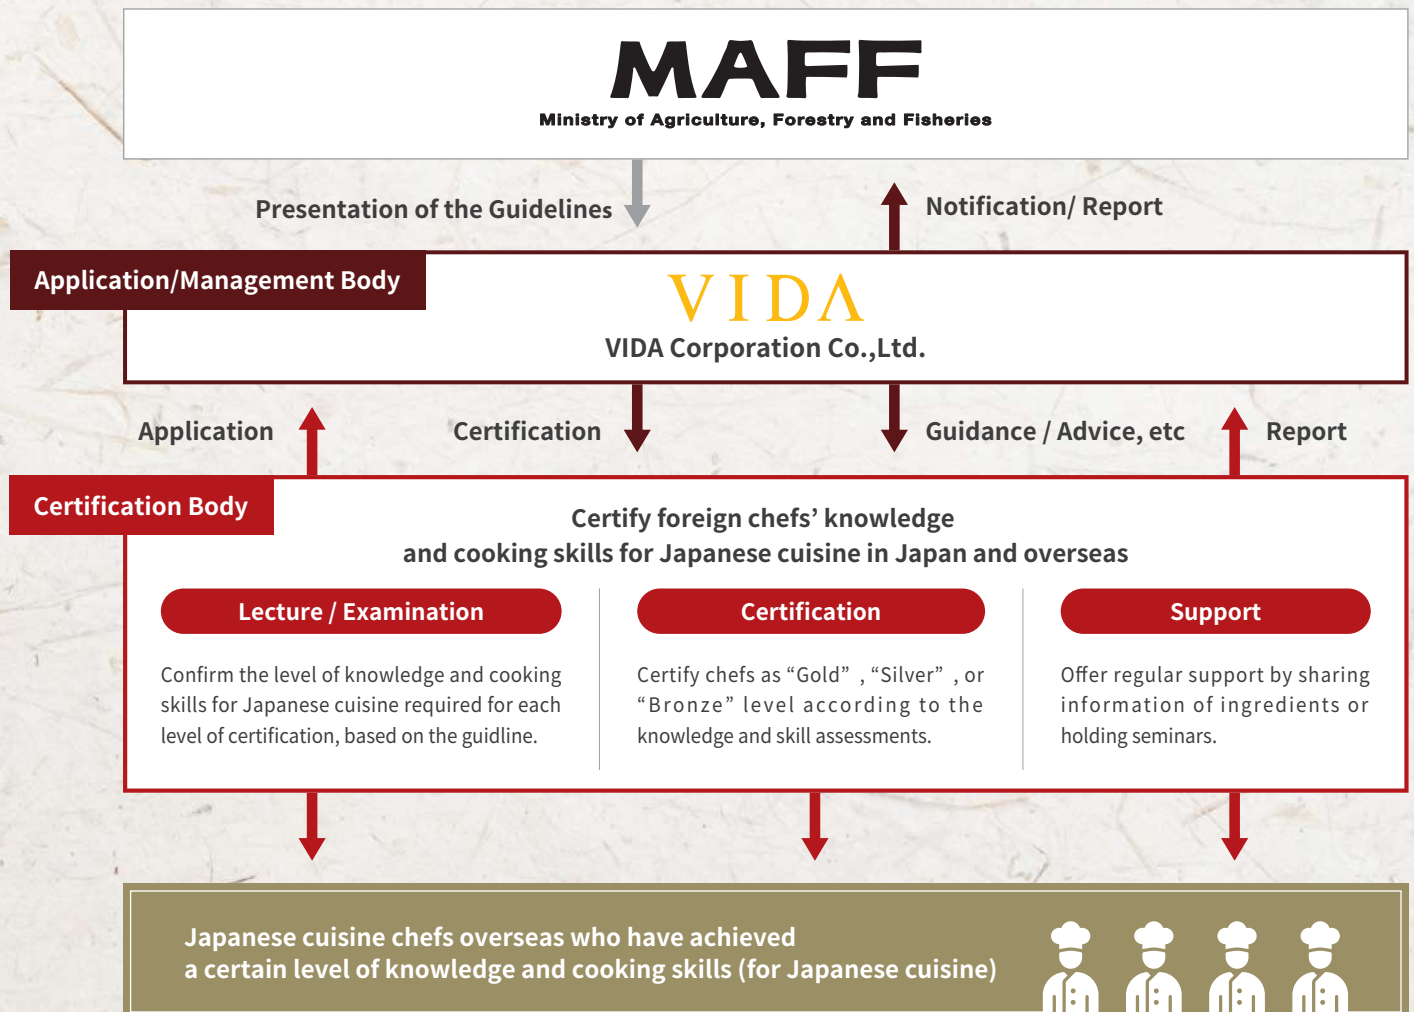 MAFF
Ministry of Agriculture, Forestry and Fisheries
Presentation of the Guidelines
Notification/ Report
Application/Management Body
VIDA
VIDA Corporation Co.,Ltd.
Application
Certification
Guidance / Advice, etc
Report
Certification Body
Certify foreign chefs’ knowledge
and cooking skills for Japanese cuisine in Japan and overseas
Lecture / Examination
Confirm the level of knowledge and cooking
skills for Japanese cuisine required for each
level of certification, based on the guidline.
Certification
Certify chefs as “Gold” , “Silver” , or
“Bronze” level according to the
knowledge and skill assessments.
Support
Offer regular support by sharing
information of ingredients or
holding seminars.
Japanese cuisine chefs overseas who have achieved
a certain level of knowledge and cooking skills (for Japanese cuisine)